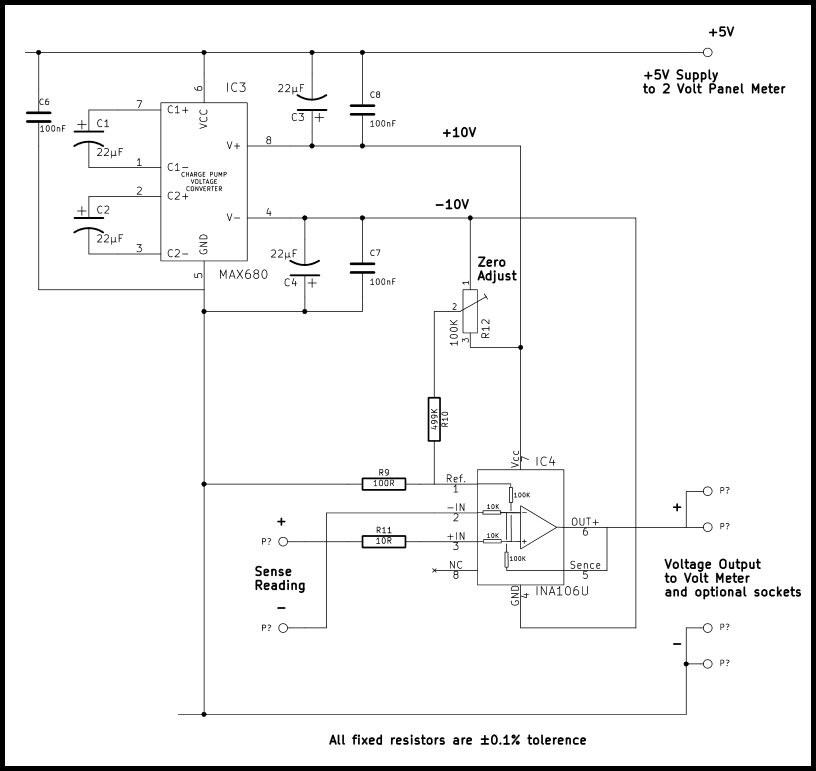 +5V
+5V Supply
to 2 Volt Panel Meter
IC3
6
VCC
22µF
C3
+
C8
100nF
C6
100nF
+
C1
22µF
7
C1+
1
C1-
CHARGE PUMP
VOLTAGE
CONVERTER
2
C2+
3
C2-
+
C2
22µF
V+
8
+10V
V-
4
-10V
GND
5
MAX680
22µF
C4
+
C7
100nF
Zero
Adjust
1
2
3
100K
R12
499K
R10
R9
100R
Ref.
1
Vcc
7
IC4
100K
-IN
2
10K
-
+
P?
R11
10R
+IN
3
10K
+
100K
OUT+
6
Sence
5
NC
8
GND
4
INA106U
Sense
Reading
-
P?
P?
+
P?
Voltage Output
to Volt Meter
and optional sockets
P?
-
P?
All fixed resistors are ±0.1% tolerence